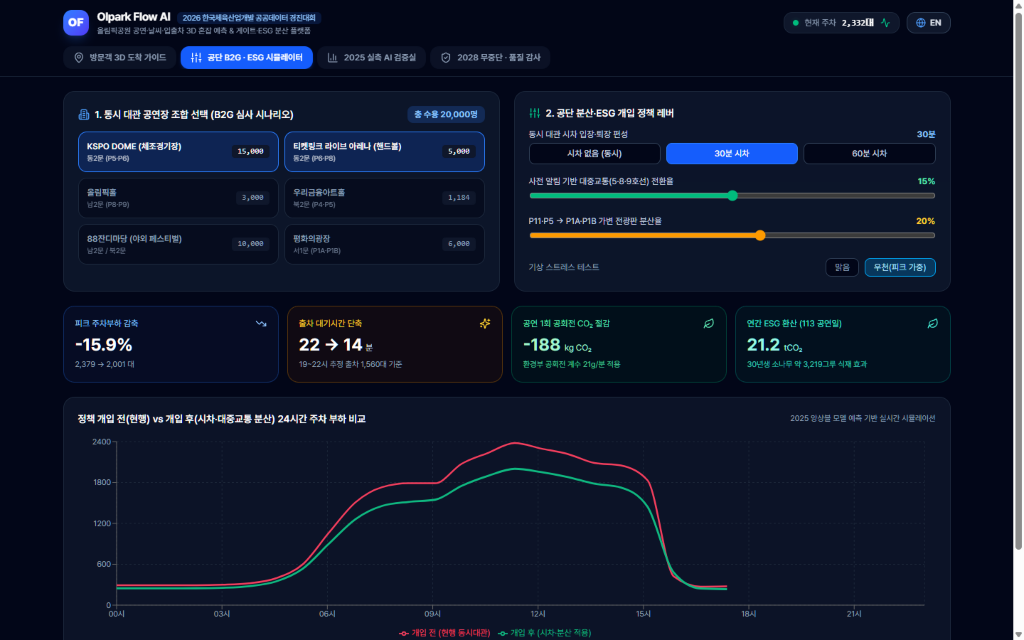 OF
Olpark Flow AI
2026 한국체육산업개발 공공데이터 경진대회
올림픽공원 공연·날씨·입출차 3D 혼잡 예측 & 게이트·ESG 분산 플랫폼
현재 주차 2,332대
EN
방문객 3D 도착 가이드
공단 B2G · ESG 시뮬레이터
2025 실측 AI 검증실
2028 무중단 · 품질 감사
1. 동시 대관 공연장 조합 선택 (B2G 심사 시나리오)
총 수용 20,000명
KSPO DOME (체조경기장)
동2문 (P5·P6)
15,000
티켓링크 라이브 아레나 (핸드볼)
동2문 (P6·P8)
5,000
올림픽홀
남2문 (P8·P9)
3,000
우리금융아트홀
북2문 (P4·P5)
1,184
88잔디마당 (야외 페스티벌)
남2문 / 북2문
10,000
평화의광장
서1문 (P1A·P1B)
6,000
2. 공단 분산·ESG 개입 정책 레버
동시 대관 시차 입장·퇴장 편성
30분
시차 없음 (동시)
30분 시차
60분 시차
사전 알림 기반 대중교통(5·8·9호선) 전환율
15%
P11·P5 → P1A·P1B 가변 전광판 분산율
20%
기상 스트레스 테스트
맑음
우천(피크 가중)
피크 주차부하 감축
-15.9%
2,379 → 2,001 대
출차 대기시간 단축
22 → 14 분
19~22시 추정 출차 1,560대 기준
공연 1회 공회전 CO₂ 절감
-188 kg CO₂
환경부 공회전 계수 21g/분 적용
연간 ESG 환산 (113 공연일)
21.2 tCO₂
30년생 소나무 약 3,219그루 식재 효과
정책 개입 전(현행) vs 개입 후(시차·대중교통 분산) 24시간 주차 부하 비교
2025 앙상블 모델 예측 기반 실시간 시뮬레이션
2400
1800
1200
600
0
00시
03시
06시
09시
12시
15시
18시
21시
개입 전 (현행 동시대관)
개입 후 (시차·분산 적용)